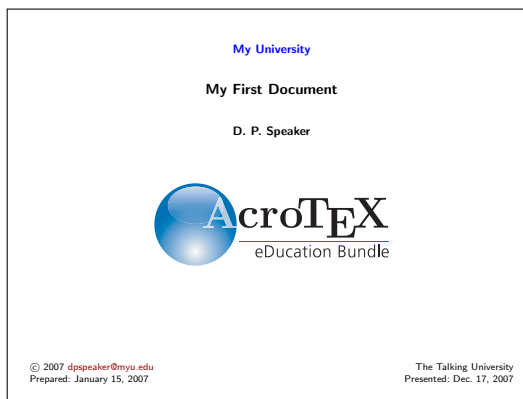 My University
My First Document
D. P. Speaker
AcroTEX
eDucation Bundle
© 2007 dpspeaker@myu.edu
Prepared: January 15, 2007
The Talking University
Presented: Dec. 17, 2007